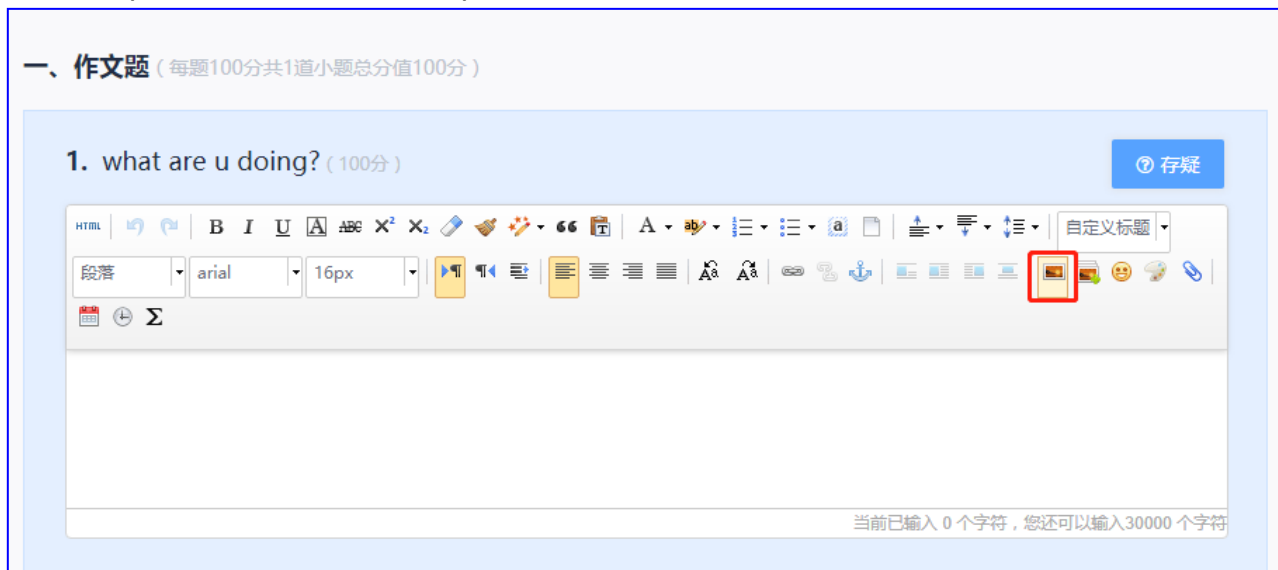 一、作文题（每题100分共1道小题总分值100分）
1. what are u doing?（100分）
存疑
HTML B I U A ABC X² X₂ A 自定义标题
段落 arial 16px
Σ
当前已输入 0 个字符，您还可以输入30000 个字符